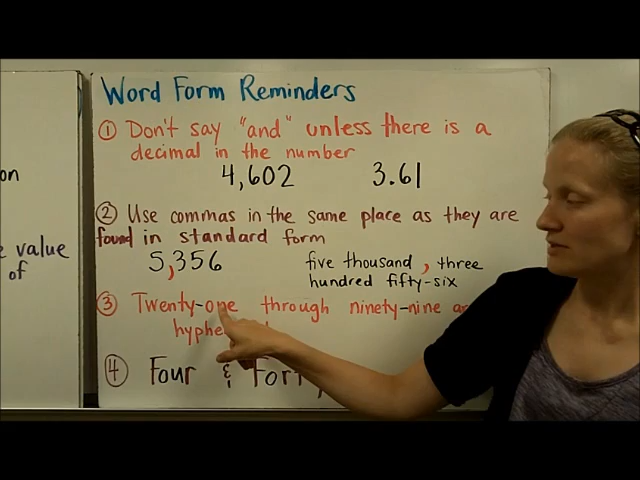 Word Form Reminders
① Don't say "and" unless there is a
decimal in the number
4,602 3.61
② Use commas in the same place as they are
found in standard form
5,356 five thousand, three
hundred fifty-six
③ Twenty-one through ninety-nine
④ Four &
on
value
of